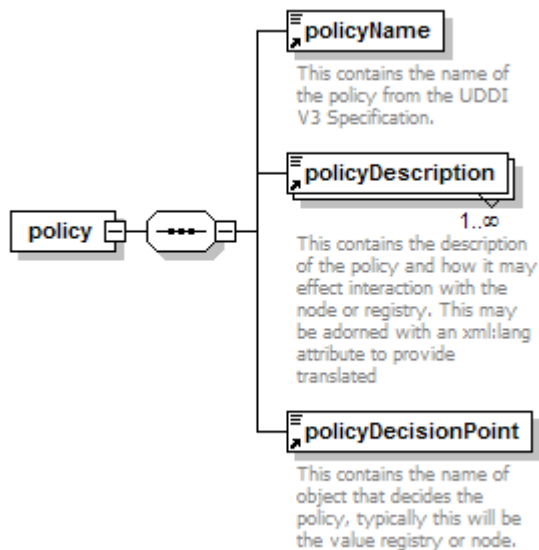 policyName
This contains the name of
the policy from the UDDI
V3 Specification.
policyDescription
1..∞
policy
This contains the description
of the policy and how it may
effect interaction with the
node or registry. This may
be adorned with an xml:lang
attribute to provide
translated
policyDecisionPoint
This contains the name of
object that decides the
policy, typically this will be
the value registry or node.